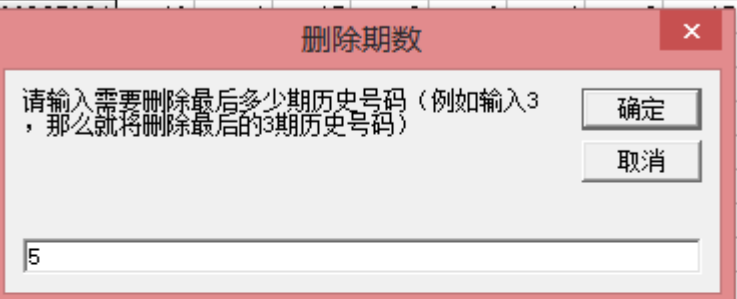 删除期数
请输入需要删除最后多少期历史号码（例如输入3
，那么就将删除最后的3期历史号码）
确定
取消
5